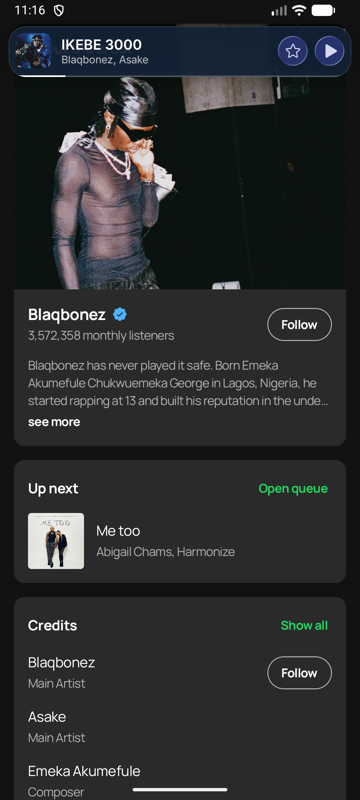 11:16
IKEBE 3000
Blaqbonez, Asake
Blaqbonez
3,572,358 monthly listeners
Follow
Blaqbonez has never played it safe. Born Emeka
Akumefule Chukwuemeka George in Lagos, Nigeria, he
started rapping at 13 and built his reputation in the unde...
see more
Up next
Open queue
ME TOO
Me too
Abigail Chams, Harmonize
Credits
Show all
Blaqbonez
Main Artist
Follow
Asake
Main Artist
Emeka Akumefule
Composer